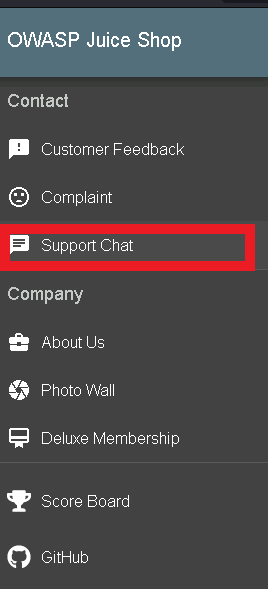 OWASP Juice Shop
Contact
Customer Feedback
Complaint
Support Chat
Company
About Us
Photo Wall
Deluxe Membership
Score Board
GitHub